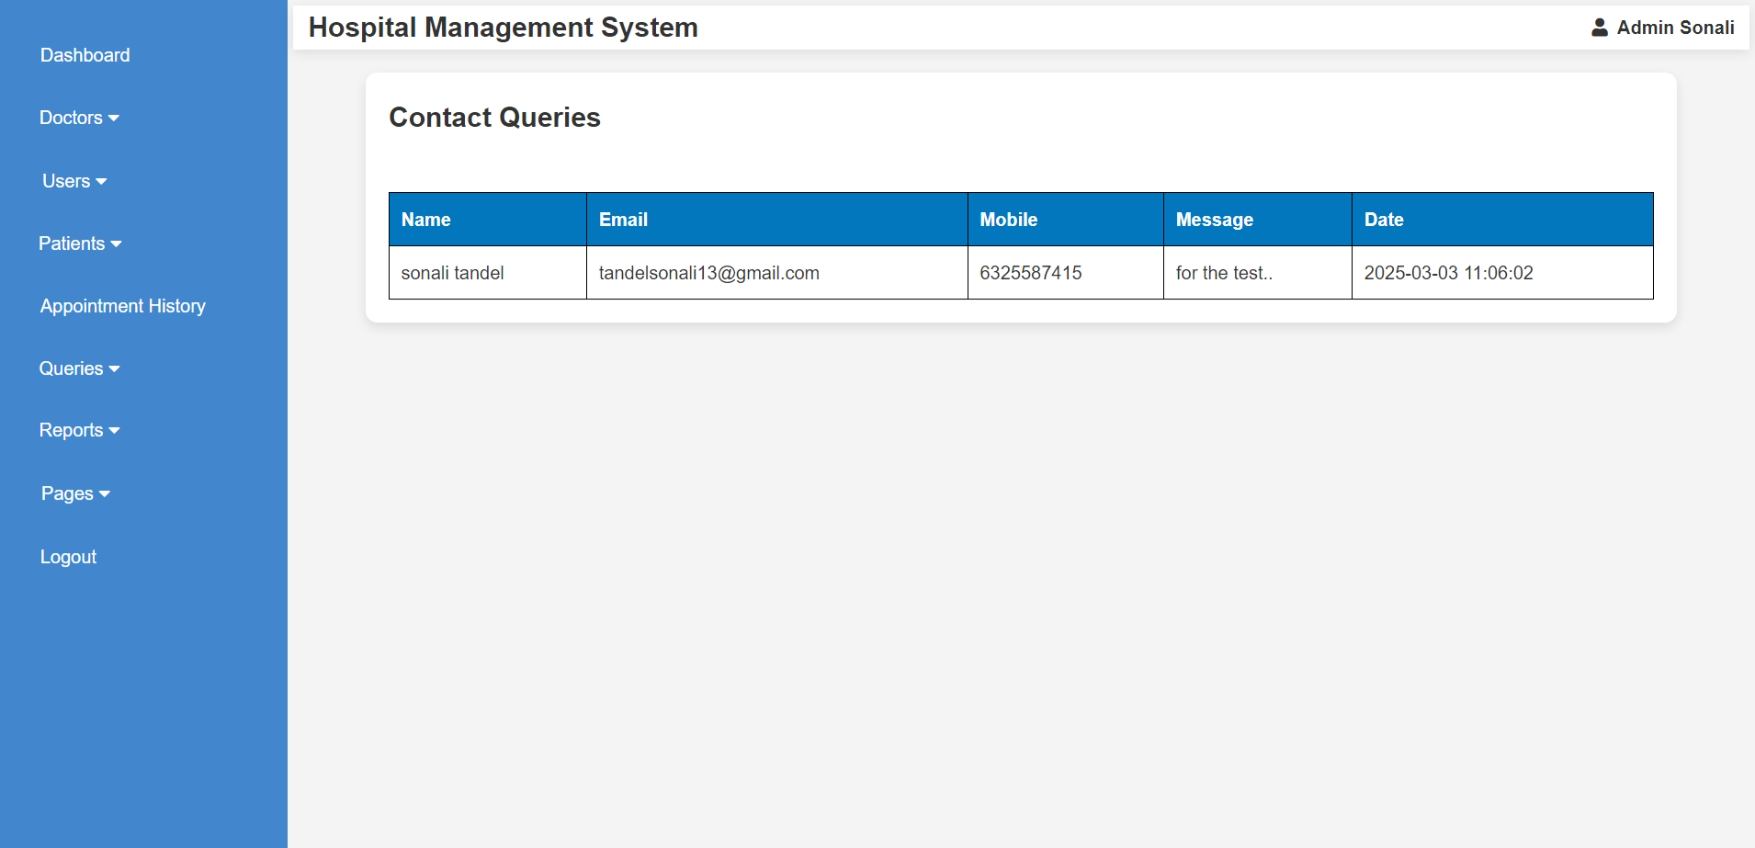 Dashboard
Doctors
Users
Patients
Appointment History
Queries
Reports
Pages
Logout
Hospital Management System
Admin Sonali
Contact Queries
Name Email Mobile Message Date
sonali tandel tandelsonali13@gmail.com 6325587415 for the test.. 2025-03-03 11:06:02